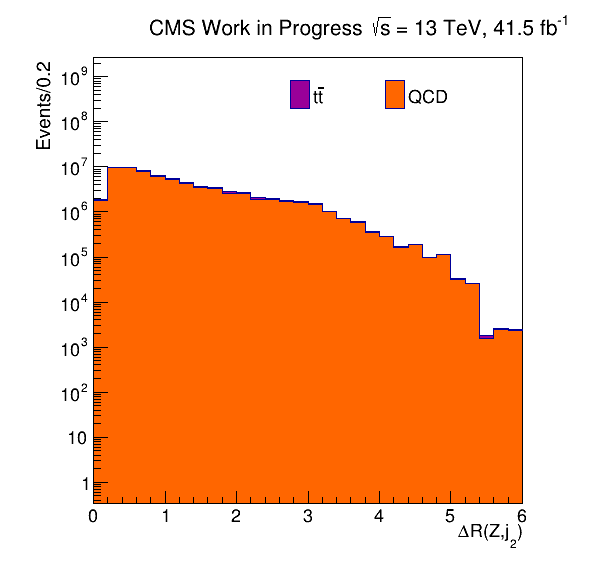 CMS Work in Progress √s = 13 TeV, 41.5 fb⁻¹
Events/0.2
tt̄
QCD
10⁹
10⁸
10⁷
10⁶
10⁵
10⁴
10³
10²
10
1
0 1 2 3 4 5 6
ΔR(Z,j₂)